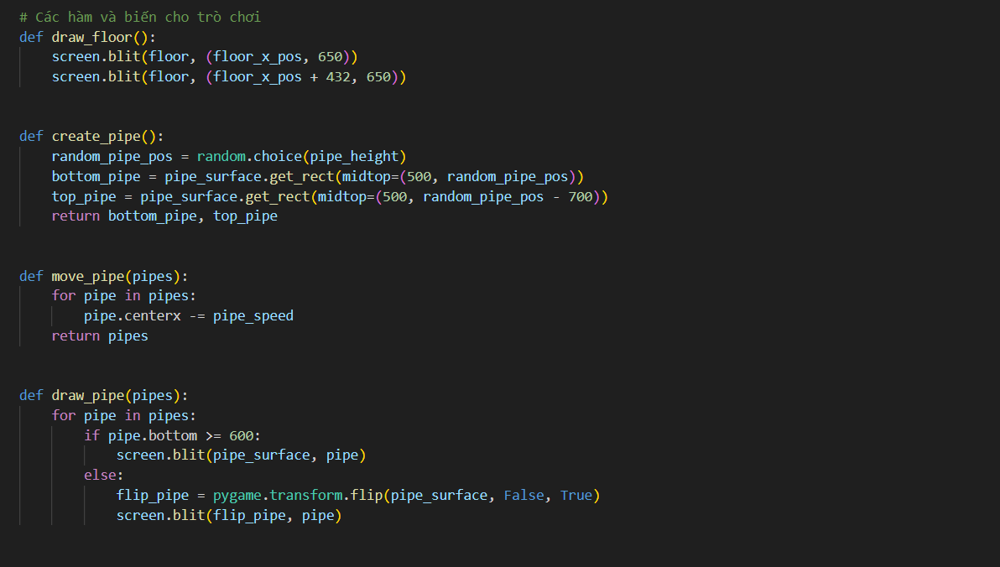 # Các hàm và biến cho trò chơi
def draw_floor():
    screen.blit(floor, (floor_x_pos, 650))
    screen.blit(floor, (floor_x_pos + 432, 650))
def create_pipe():
    random_pipe_pos = random.choice(pipe_height)
    bottom_pipe = pipe_surface.get_rect(midtop=(500, random_pipe_pos))
    top_pipe = pipe_surface.get_rect(midtop=(500, random_pipe_pos - 700))
    return bottom_pipe, top_pipe
def move_pipe(pipes):
    for pipe in pipes:
        pipe.centerx -= pipe_speed
    return pipes
def draw_pipe(pipes):
    for pipe in pipes:
        if pipe.bottom >= 600:
            screen.blit(pipe_surface, pipe)
        else:
            flip_pipe = pygame.transform.flip(pipe_surface, False, True)
            screen.blit(flip_pipe, pipe)